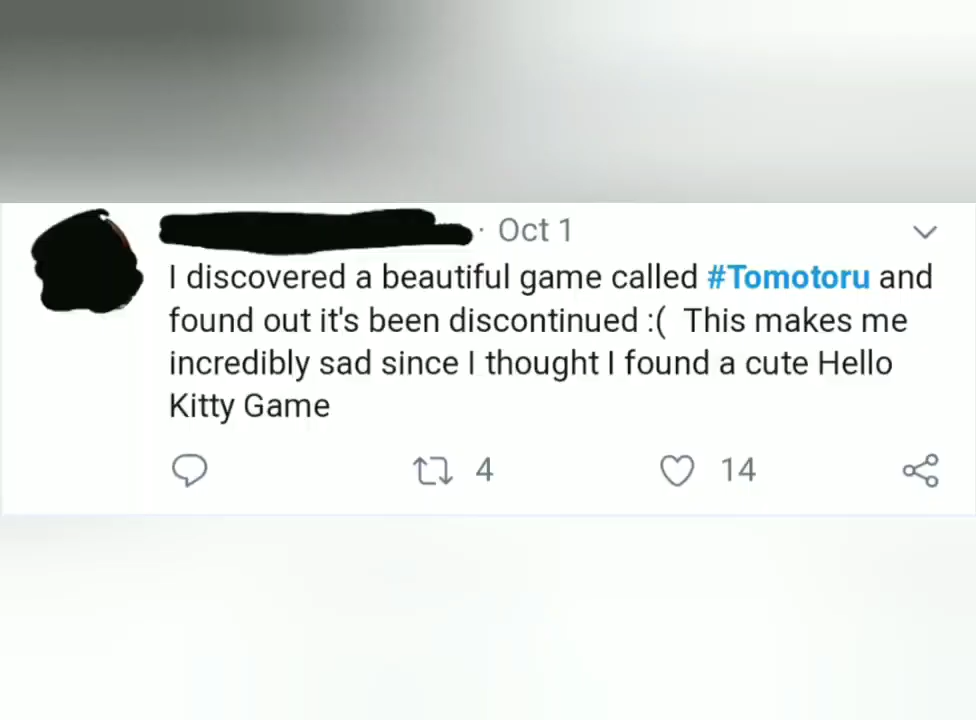 · Oct 1
I discovered a beautiful game called #Tomotoru and
found out it's been discontinued :(  This makes me
incredibly sad since I thought I found a cute Hello
Kitty Game
4 14